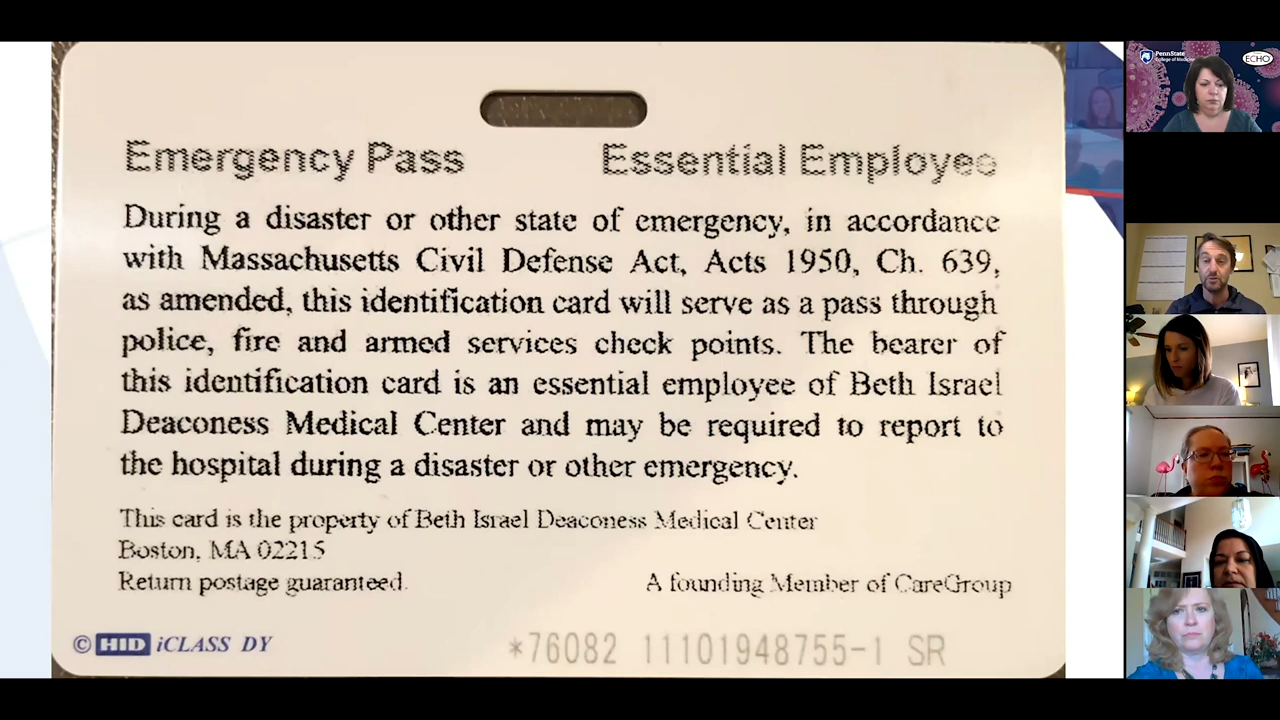 Emergency Pass Essential Employee
During a disaster or other state of emergency, in accordance
with Massachusetts Civil Defense Act, Acts 1950, Ch. 639,
as amended, this identification card will serve as a pass through
police, fire and armed services check points. The bearer of
this identification card is an essential employee of Beth Israel
Deaconess Medical Center and may be required to report to
the hospital during a disaster or other emergency.
This card is the property of Beth Israel Deaconess Medical Center
Boston, MA 02215
Return postage guaranteed.
A founding Member of CareGroup
© HID iCLASS DY
*76082 11101948755-1 SR
PennState
College of Medicine
ECHO